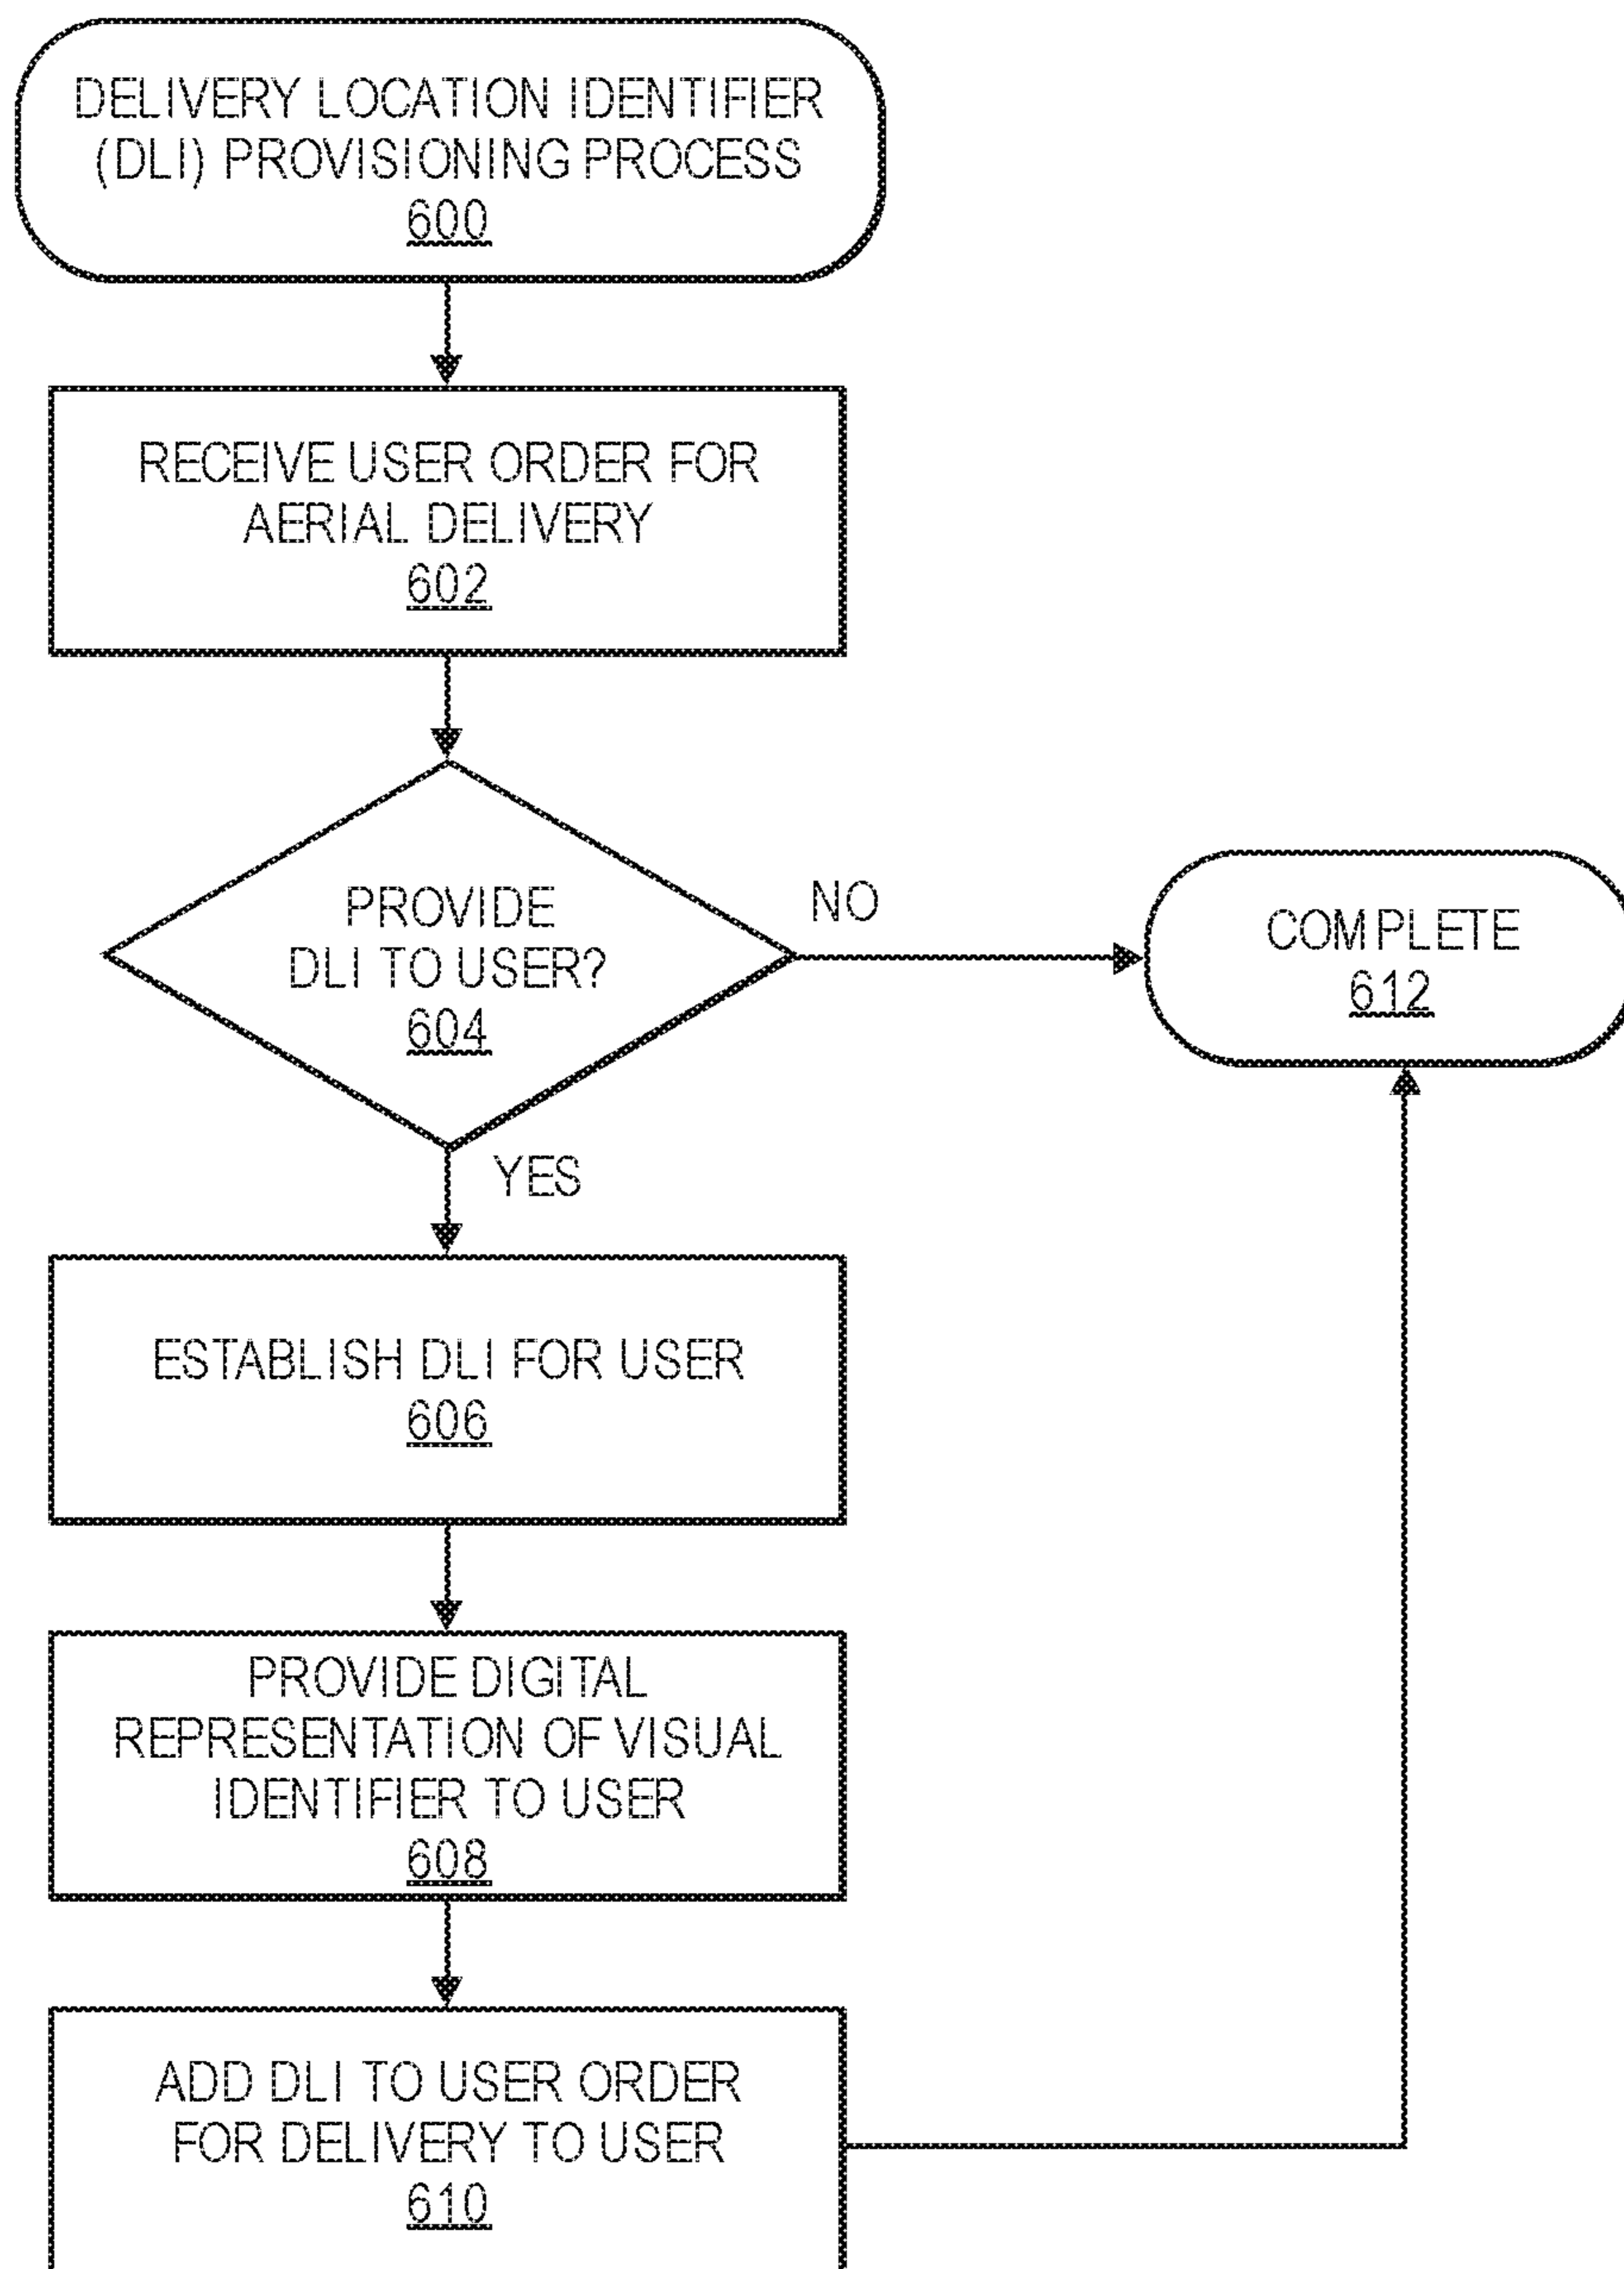 DELIVERY LOCATION IDENTIFIER
(DLI) PROVISIONING PROCESS
600
RECEIVE USER ORDER FOR
AERIAL DELIVERY
602
PROVIDE
DLI TO USER?
604
NO
COMPLETE
612
YES
ESTABLISH DLI FOR USER
606
PROVIDE DIGITAL
REPRESENTATION OF VISUAL
IDENTIFIER TO USER
608
ADD DLI TO USER ORDER
FOR DELIVERY TO USER
610